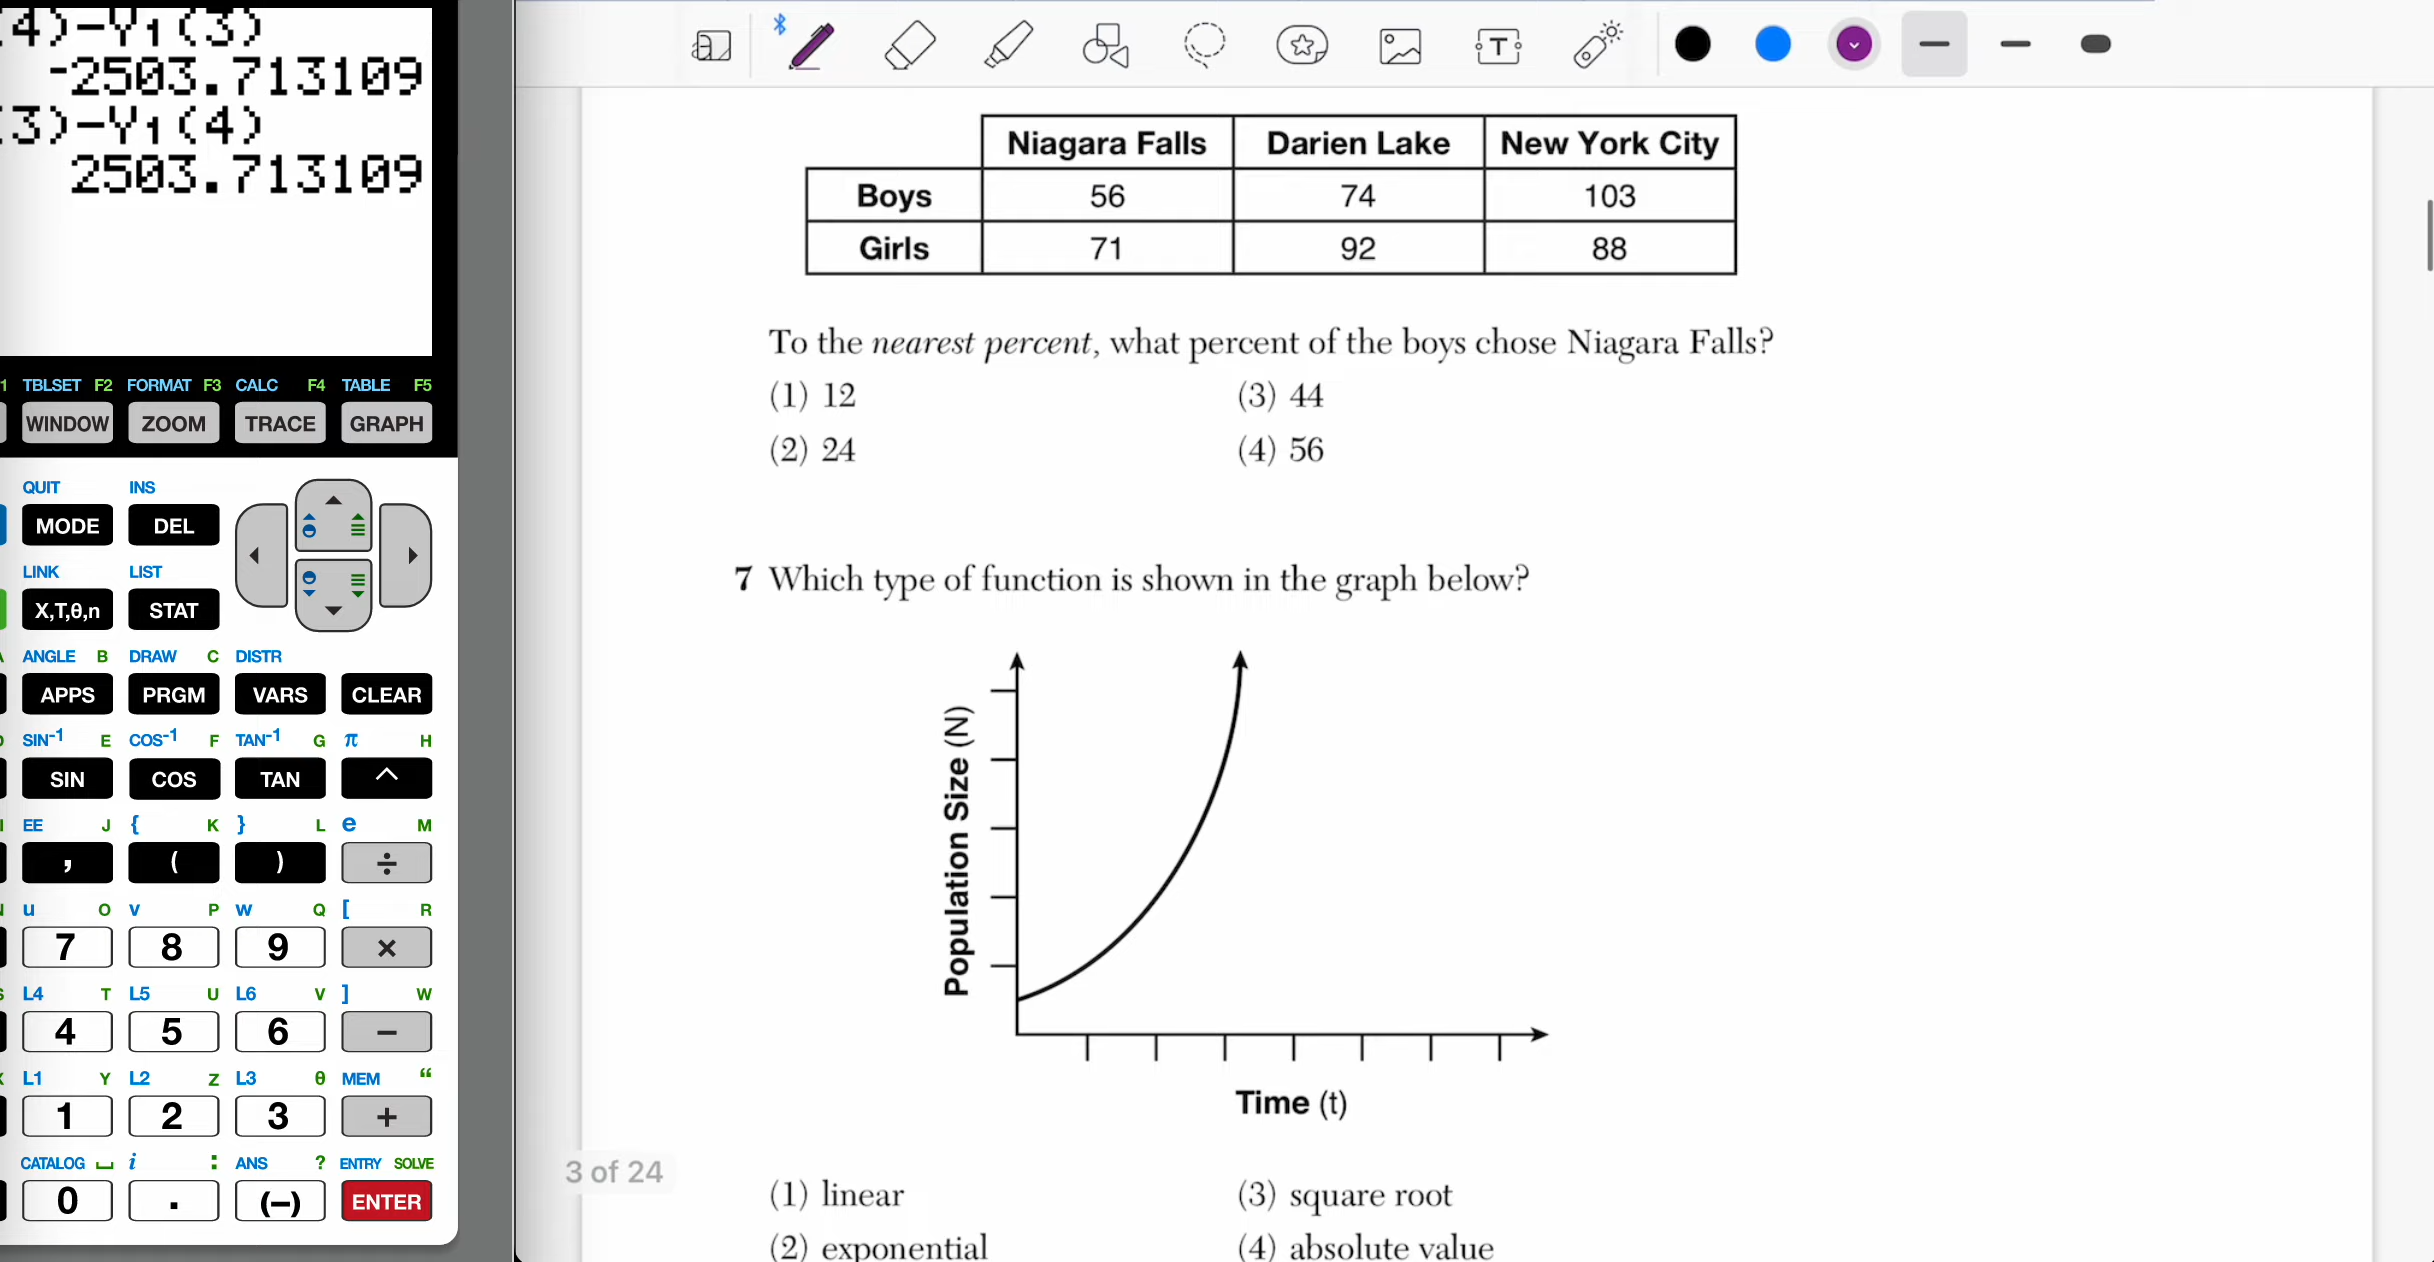 4)-Y1(3)
-2503.713109
3)-Y1(4)
2503.713109
TBLSET F2 FORMAT F3 CALC F4 TABLE F5
WINDOW ZOOM TRACE GRAPH
QUIT INS
MODE DEL
LINK LIST
X,T,θ,n STAT
ANGLE B DRAW C DISTR
APPS PRGM VARS CLEAR
SIN-1 E COS-1 F TAN-1 G π H
SIN COS TAN ^
EE J { K } L e M
, ( ) ÷
u O v P w Q [ R
7 8 9 ×
L4 T L5 U L6 V ] W
4 5 6 −
L1 Y L2 Z L3 θ MEM “
1 2 3 +
CATALOG ⎵ i : ANS ? ENTRY SOLVE
0 . (−) ENTER
a
T
Niagara Falls Darien Lake New York City
Boys 56 74 103
Girls 71 92 88
To the nearest percent, what percent of the boys chose Niagara Falls?
(1) 12 (3) 44
(2) 24 (4) 56
7 Which type of function is shown in the graph below?
Population Size (N)
Time (t)
3 of 24
(1) linear (3) square root
(2) exponential (4) absolute value